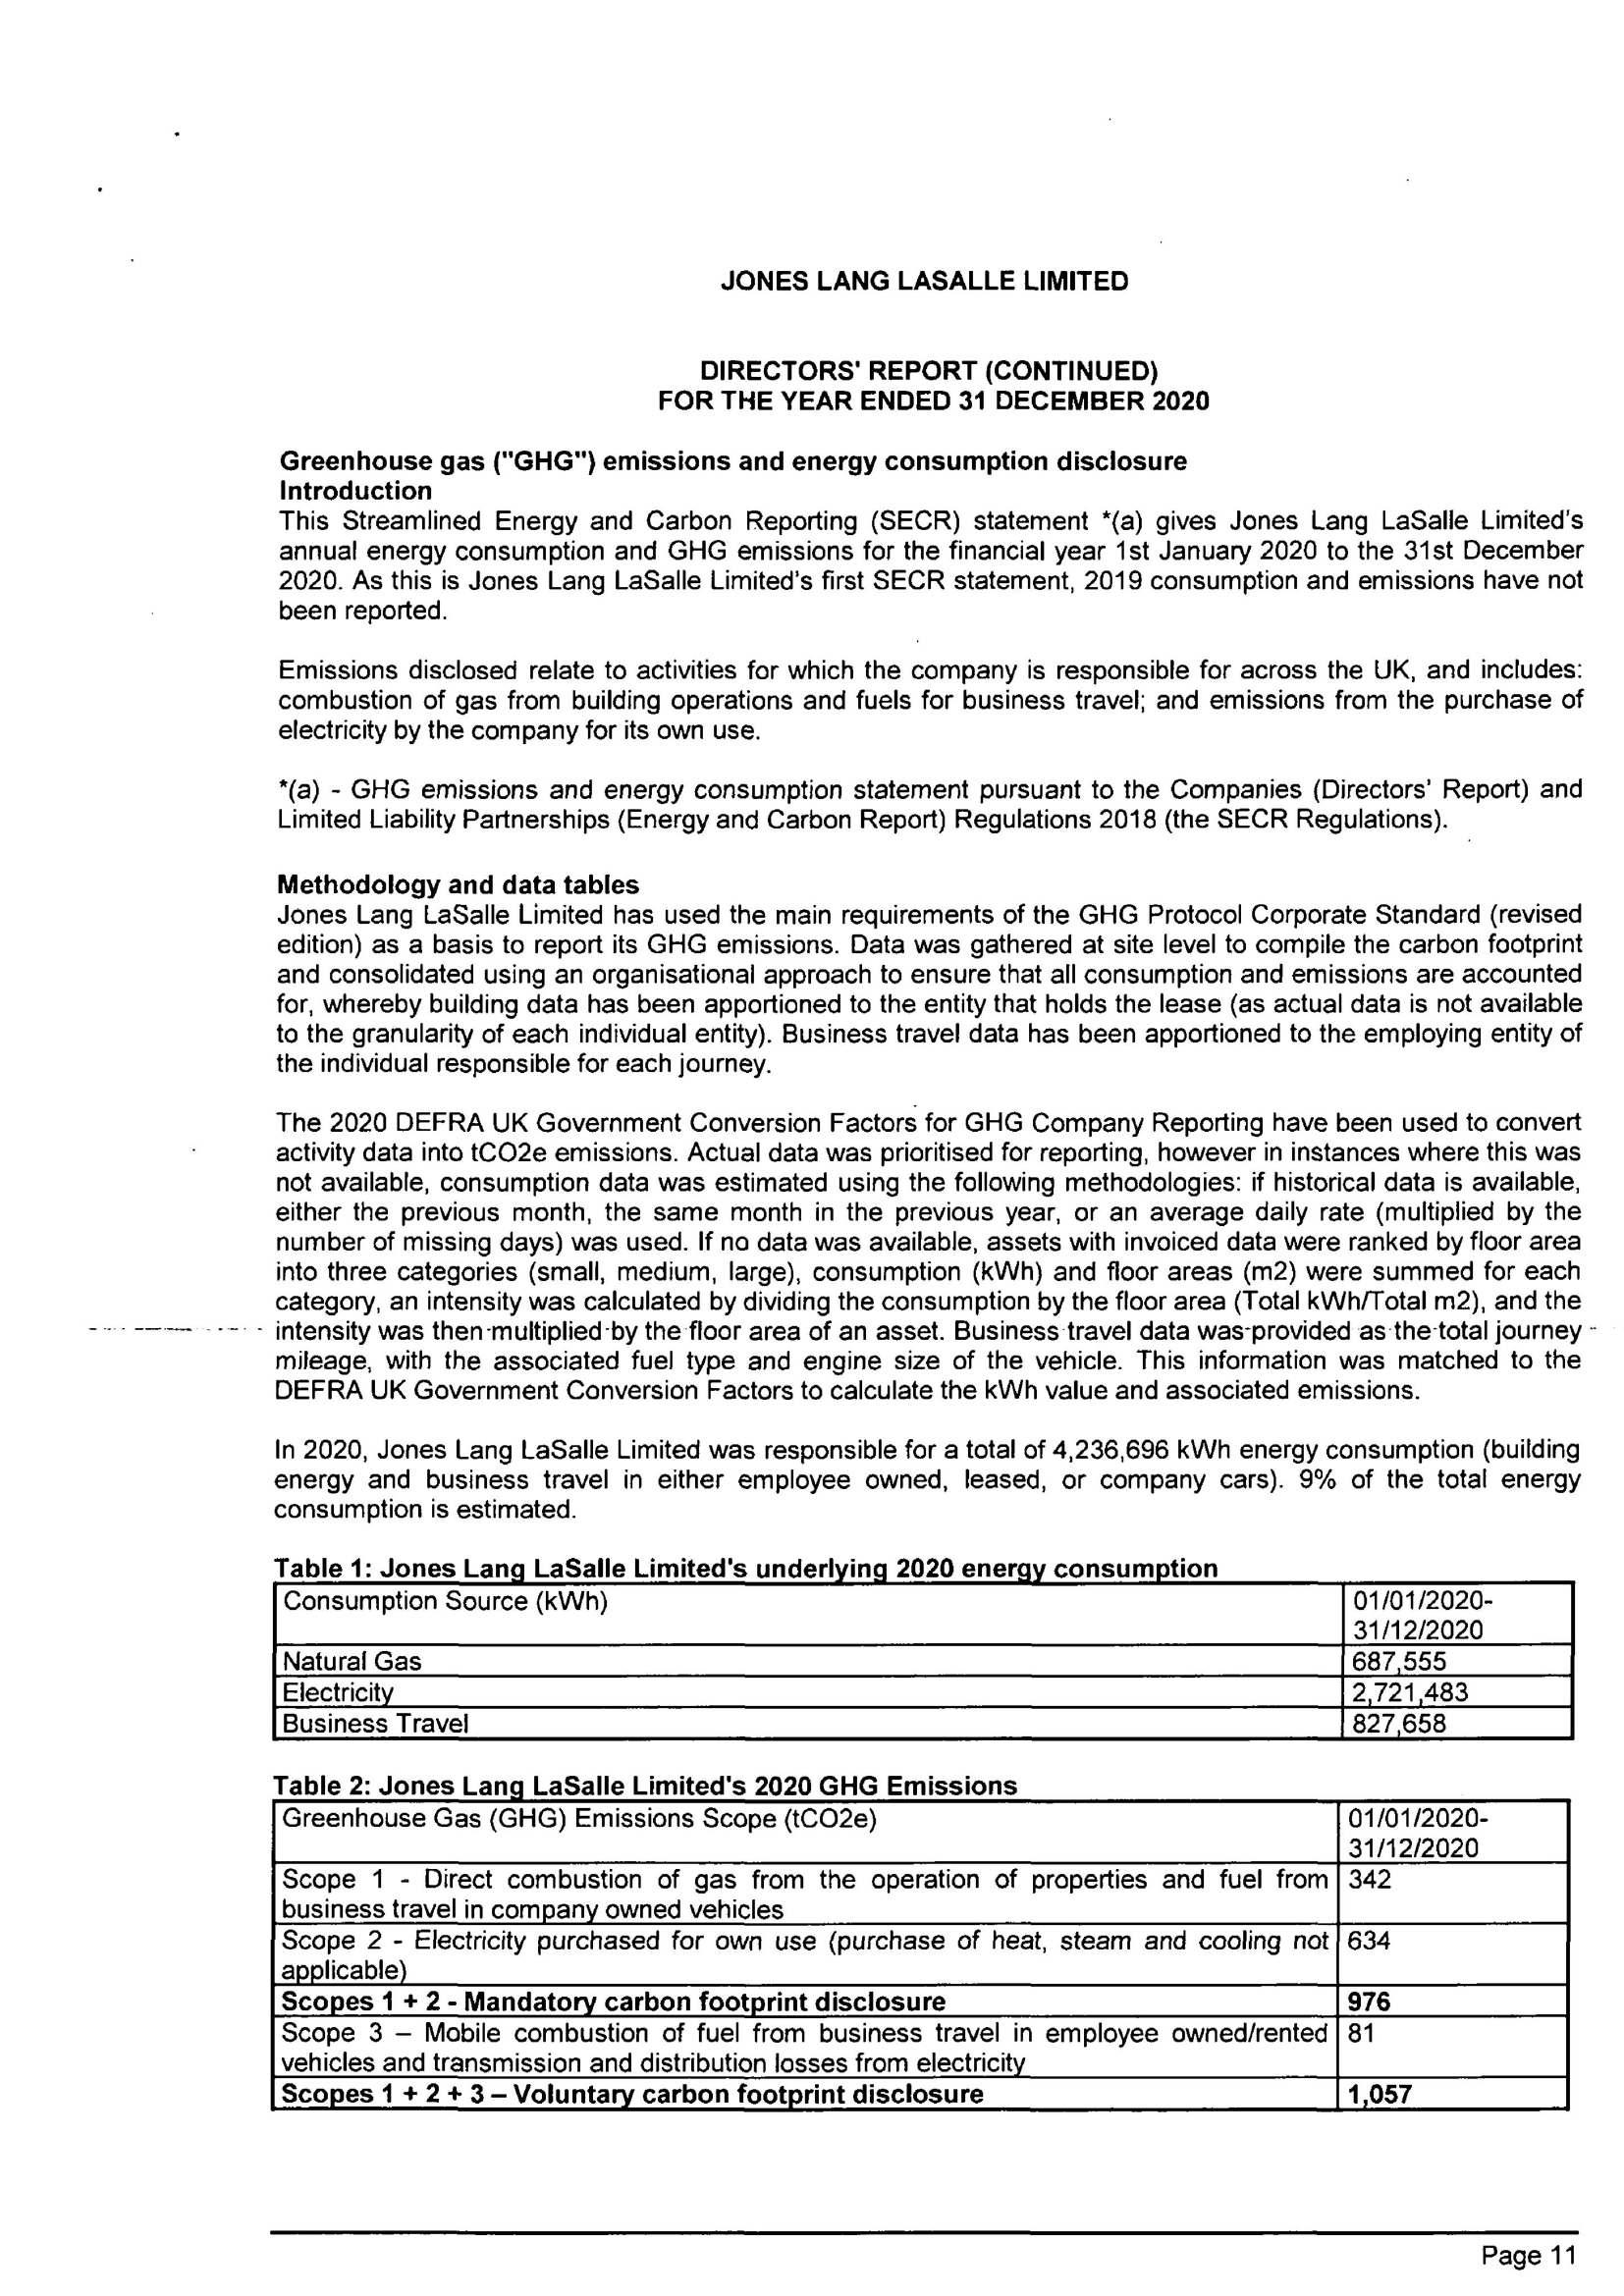 JONES LANG LASALLE LIMITED
DIRECTORS' REPORT (CONTINUED)
FOR THE YEAR ENDED 31 DECEMBER 2020
Greenhouse gas ("GHG") emissions and energy consumption disclosure
Introduction
This Streamlined Energy and Carbon Reporting (SECR) statement *(a) gives Jones Lang LaSalle Limited's
annual energy consumption and GHG emissions for the financial year 1st January 2020 to the 31st December
2020. As this is Jones Lang LaSalle Limited's first SECR statement, 2019 consumption and emissions have not
been reported.
Emissions disclosed relate to activities for which the company is responsible for across the UK, and includes:
combustion of gas from building operations and fuels for business travel; and emissions from the purchase of
electricity by the company for its own use.
*(a) - GHG emissions and energy consumption statement pursuant to the Companies (Directors' Report) and
Limited Liability Partnerships (Energy and Carbon Report) Regulations 2018 (the SECR Regulations).
Methodology and data tables
Jones Lang LaSalle Limited has used the main requirements of the GHG Protocol Corporate Standard (revised
edition) as a basis to report its GHG emissions. Data was gathered at site level to compile the carbon footprint
and consolidated using an organisational approach to ensure that all consumption and emissions are accounted
for, whereby building data has been apportioned to the entity that holds the lease (as actual data is not available
to the granularity of each individual entity). Business travel data has been apportioned to the employing entity of
the individual responsible for each journey.
The 2020 DEFRA UK Government Conversion Factors for GHG Company Reporting have been used to convert
activity data into tCO2e emissions. Actual data was prioritised for reporting, however in instances where this was
not available, consumption data was estimated using the following methodologies: if historical data is available,
either the previous month, the same month in the previous year, or an average daily rate (multiplied by the
number of missing days) was used. If no data was available, assets with invoiced data were ranked by floor area
into three categories (small, medium, large), consumption (kWh) and floor areas (m2) were summed for each
category, an intensity was calculated by dividing the consumption by the floor area (Total kWh/Total m2), and the
intensity was then multiplied by the floor area of an asset. Business travel data was provided as the total journey
mileage, with the associated fuel type and engine size of the vehicle. This information was matched to the
DEFRA UK Government Conversion Factors to calculate the kWh value and associated emissions.
In 2020, Jones Lang LaSalle Limited was responsible for a total of 4,236,696 kWh energy consumption (building
energy and business travel in either employee owned, leased, or company cars). 9% of the total energy
consumption is estimated.
Table 1: Jones Lang LaSalle Limited's underlying 2020 energy consumption
Consumption Source (kWh) 01/01/2020-
31/12/2020
Natural Gas 687,555
Electricity 2,721,483
Business Travel 827,658
Table 2: Jones Lang LaSalle Limited's 2020 GHG Emissions
Greenhouse Gas (GHG) Emissions Scope (tCO2e) 01/01/2020-
31/12/2020
Scope 1 - Direct combustion of gas from the operation of properties and fuel from 342
business travel in company owned vehicles
Scope 2 - Electricity purchased for own use (purchase of heat, steam and cooling not 634
applicable)
Scopes 1 + 2 - Mandatory carbon footprint disclosure 976
Scope 3 – Mobile combustion of fuel from business travel in employee owned/rented 81
vehicles and transmission and distribution losses from electricity
Scopes 1 + 2 + 3 – Voluntary carbon footprint disclosure 1,057
Page 11